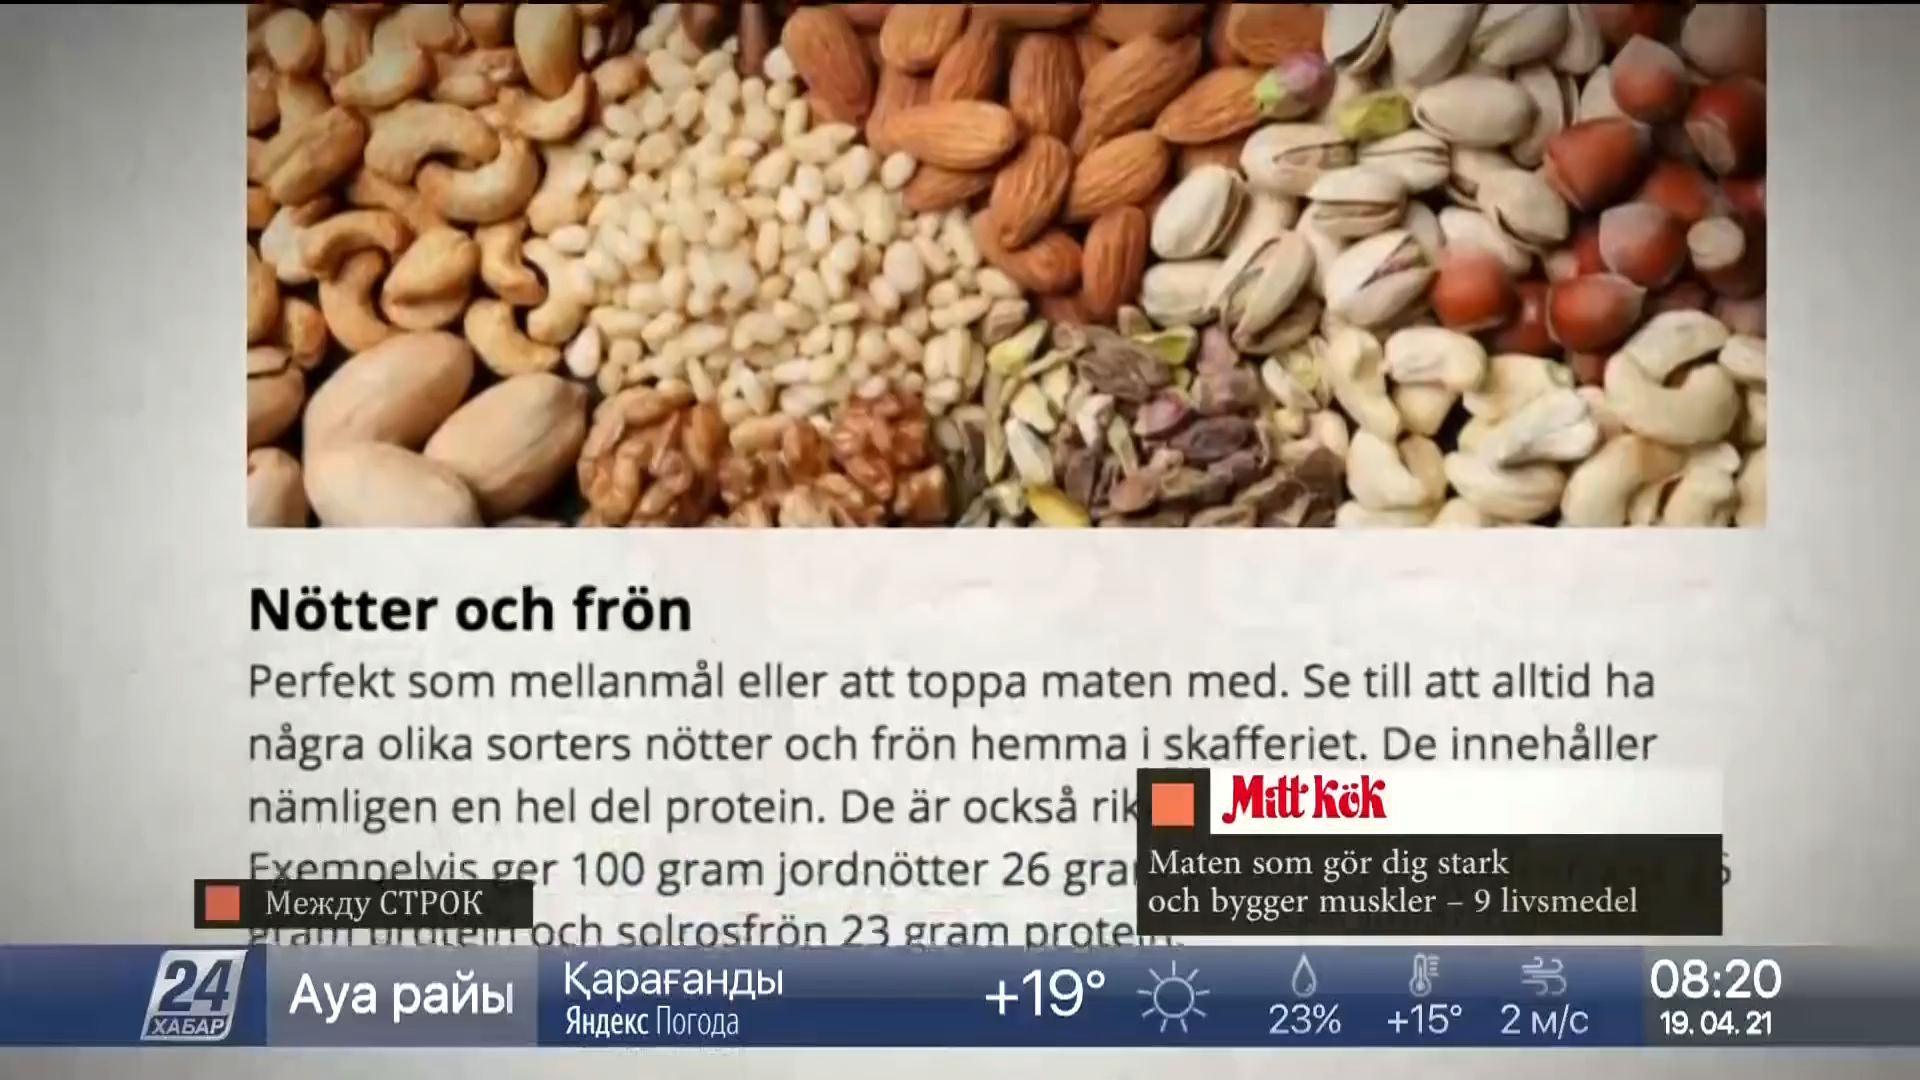 Nötter och frön
Perfekt som mellanmål eller att toppa maten med. Se till att alltid ha
några olika sorters nötter och frön hemma i skafferiet. De innehåller
nämligen en hel del protein. De är också rik
Exempelvis ger 100 gram jordnötter 26 gra
gram protein och solrosfrön 23 gram protein.
Mitt kök
Maten som gör dig stark
och bygger muskler – 9 livsmedel
Между СТРОК
24
ХАБАР
Ауа райы
Қарағанды
Яндекс Погода
+19°
23%
+15°
2 м/с
08:20
19.04.21